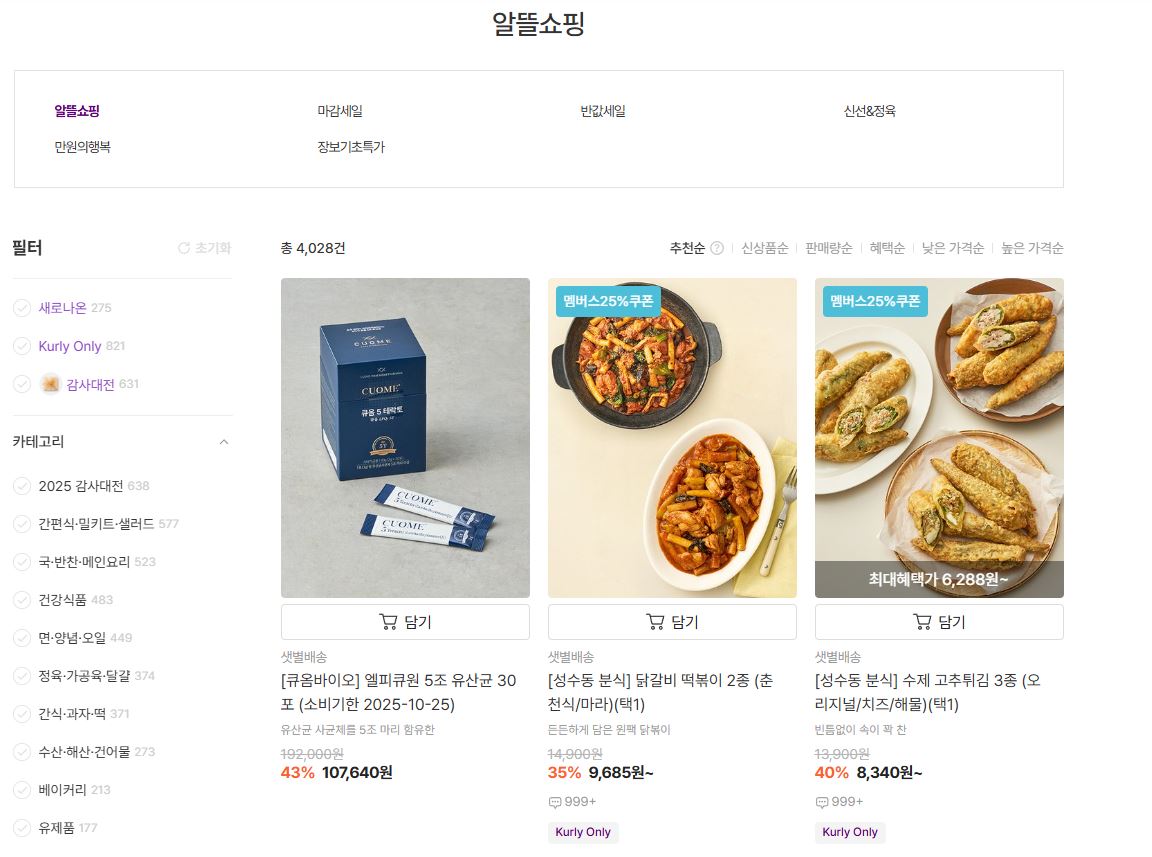 알뜰쇼핑
알뜰쇼핑
마감세일
반값세일
신선&정육
만원의행복
장보기초특가
필터
초기화
새로나온 275
Kurly Only 821
감사대전 631
카테고리
2025 감사대전 638
간편식·밀키트·샐러드 577
국·반찬·메인요리 523
건강식품 483
면·양념·오일 449
정육·가공육·달걀 374
간식·과자·떡 371
수산·해산·건어물 273
베이커리 213
유제품 177
총 4,028건
추천순 ?
신상품순
판매량순
혜택순
낮은 가격순
높은 가격순
CUOME
CUOME
큐옴 5 테락토
CUOME
CUOME
담기
샛별배송
[큐옴바이오] 엘피큐원 5조 유산균 30
포 (소비기한 2025-10-25)
유산균 사균체를 5조 마리 함유한
192,000원
43% 107,640원
멤버스25%쿠폰
담기
샛별배송
[성수동 분식] 닭갈비 떡볶이 2종 (춘
천식/마라)(택1)
든든하게 담은 원팩 닭볶이
14,900원
35% 9,685원~
999+
Kurly Only
멤버스25%쿠폰
최대혜택가 6,288원~
담기
샛별배송
[성수동 분식] 수제 고추튀김 3종 (오
리지널/치즈/해물)(택1)
빈틈없이 속이 꽉 찬
13,900원
40% 8,340원~
999+
Kurly Only